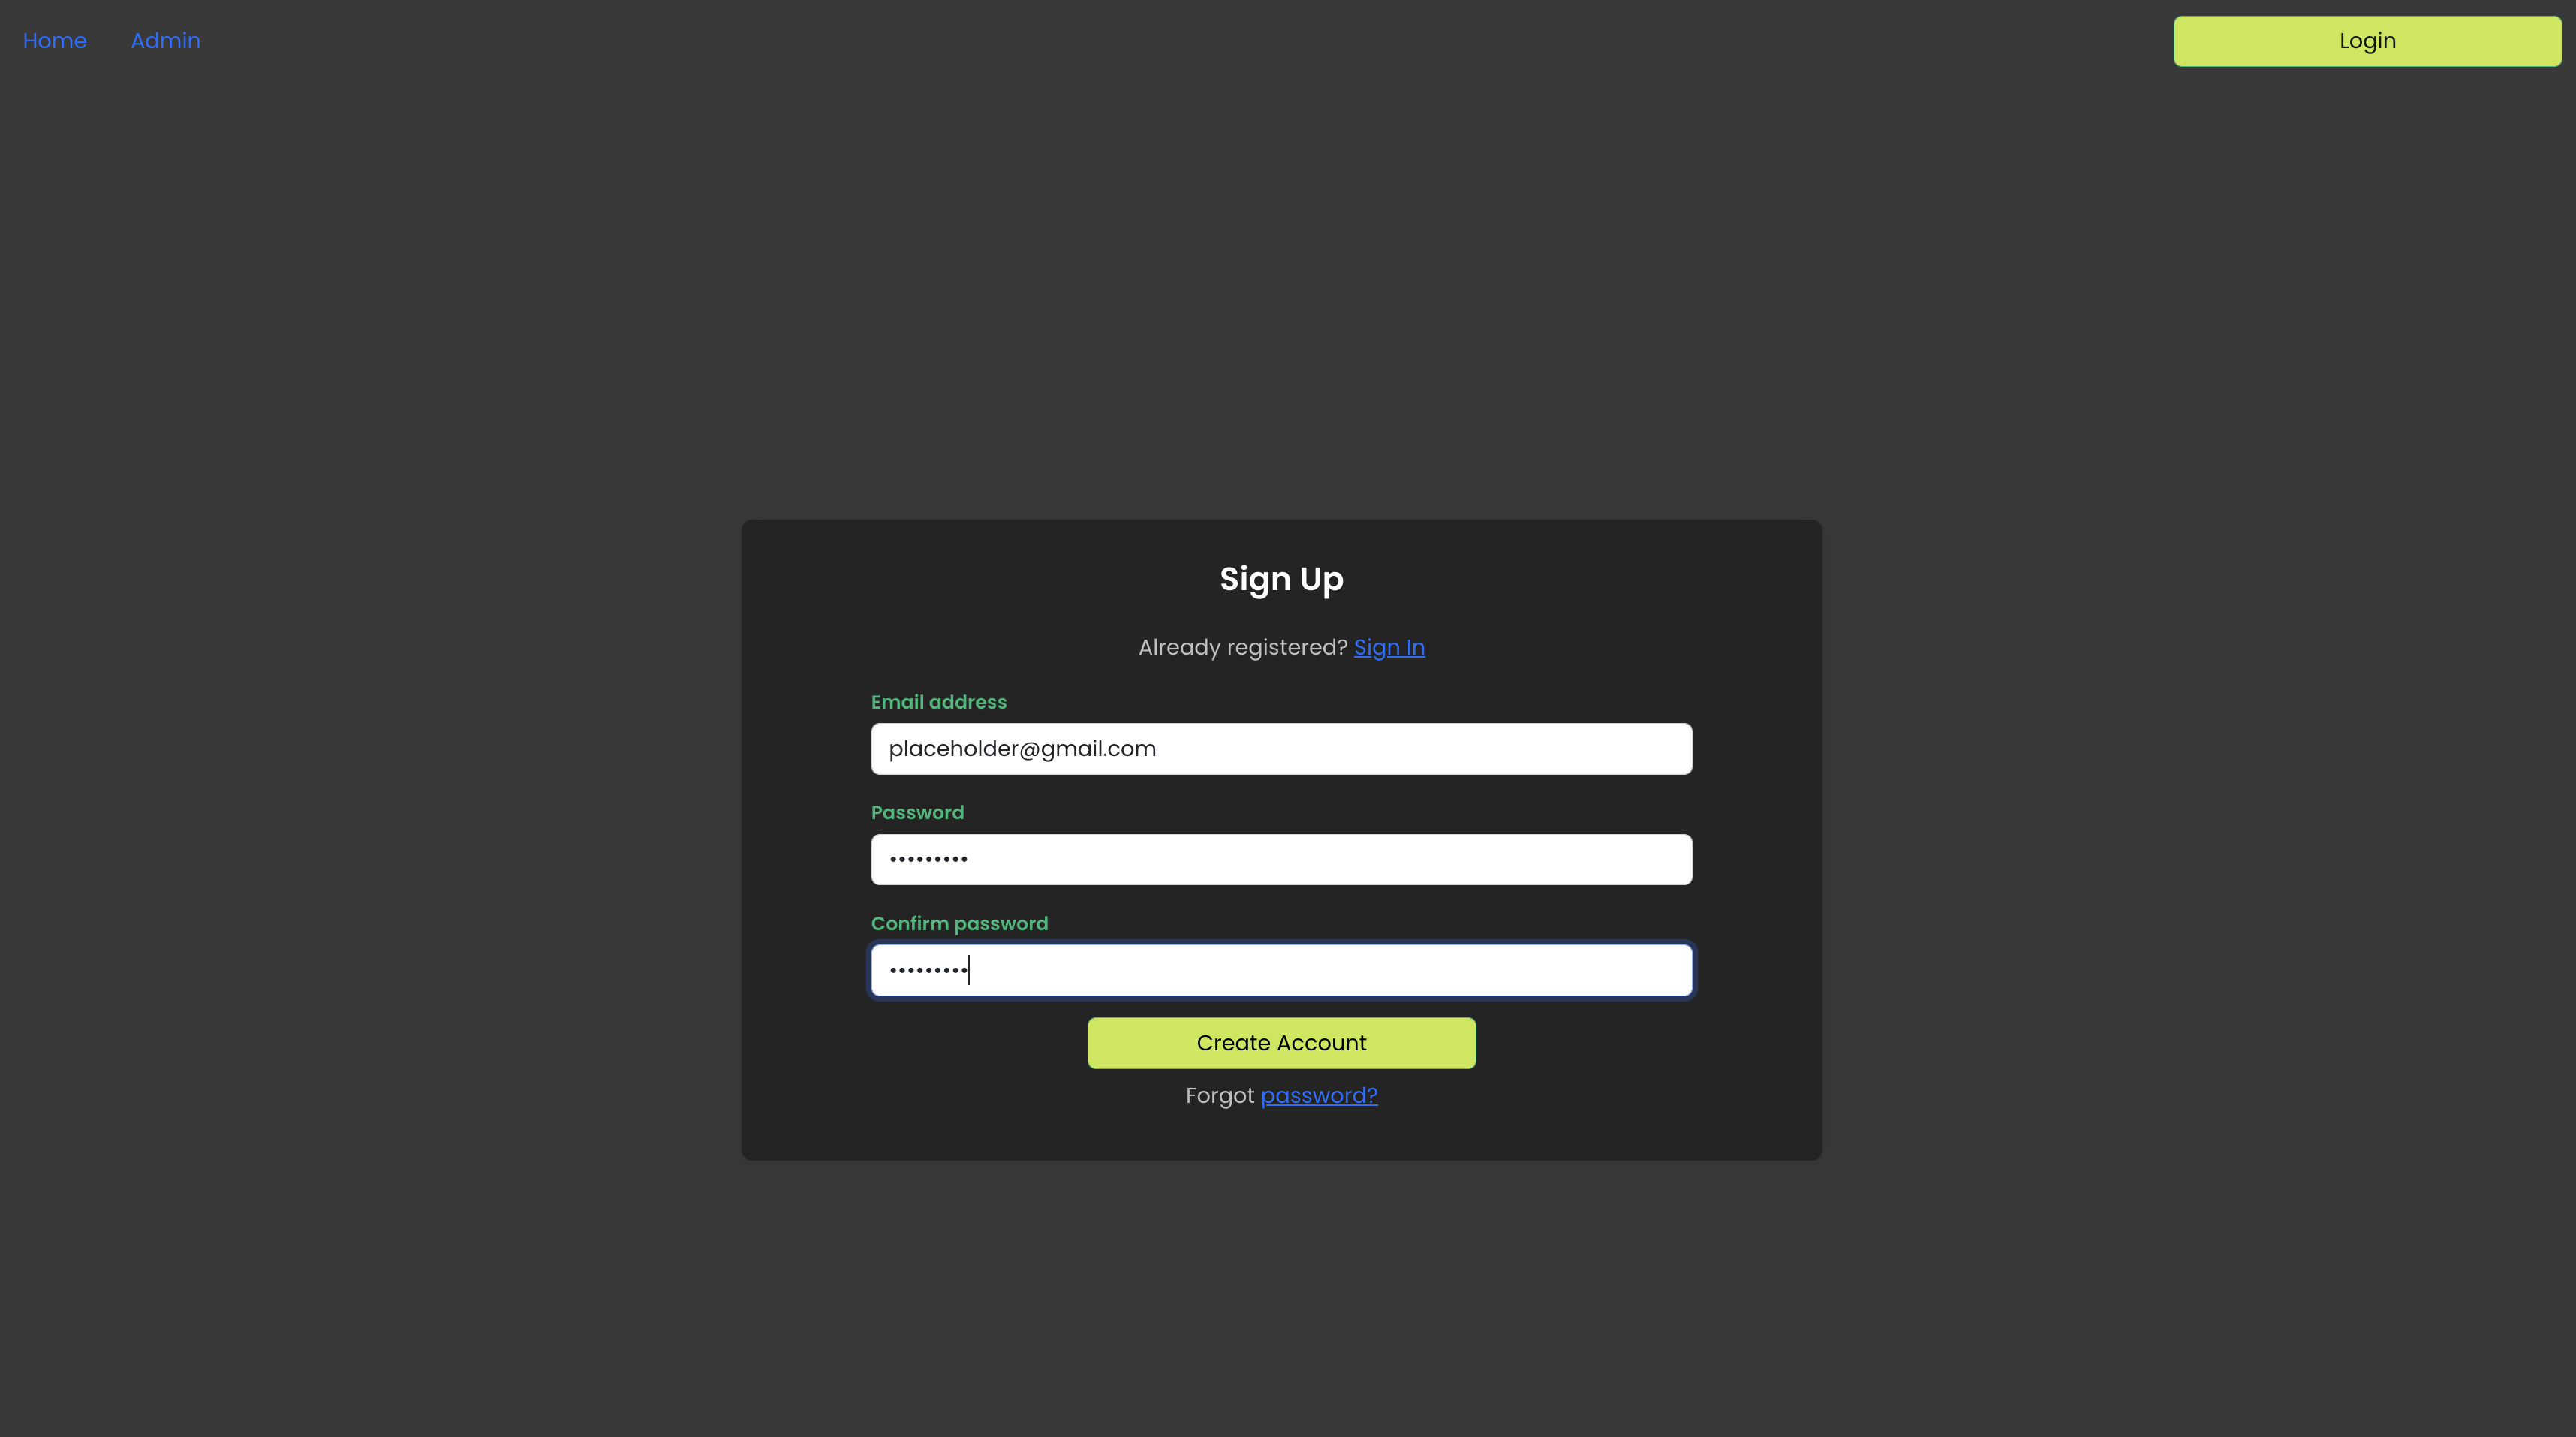 Home Admin Login
Sign Up
Already registered? Sign In
Email address
placeholder@gmail.com
Password
•••••••••
Confirm password
•••••••••
Create Account
Forgot password?